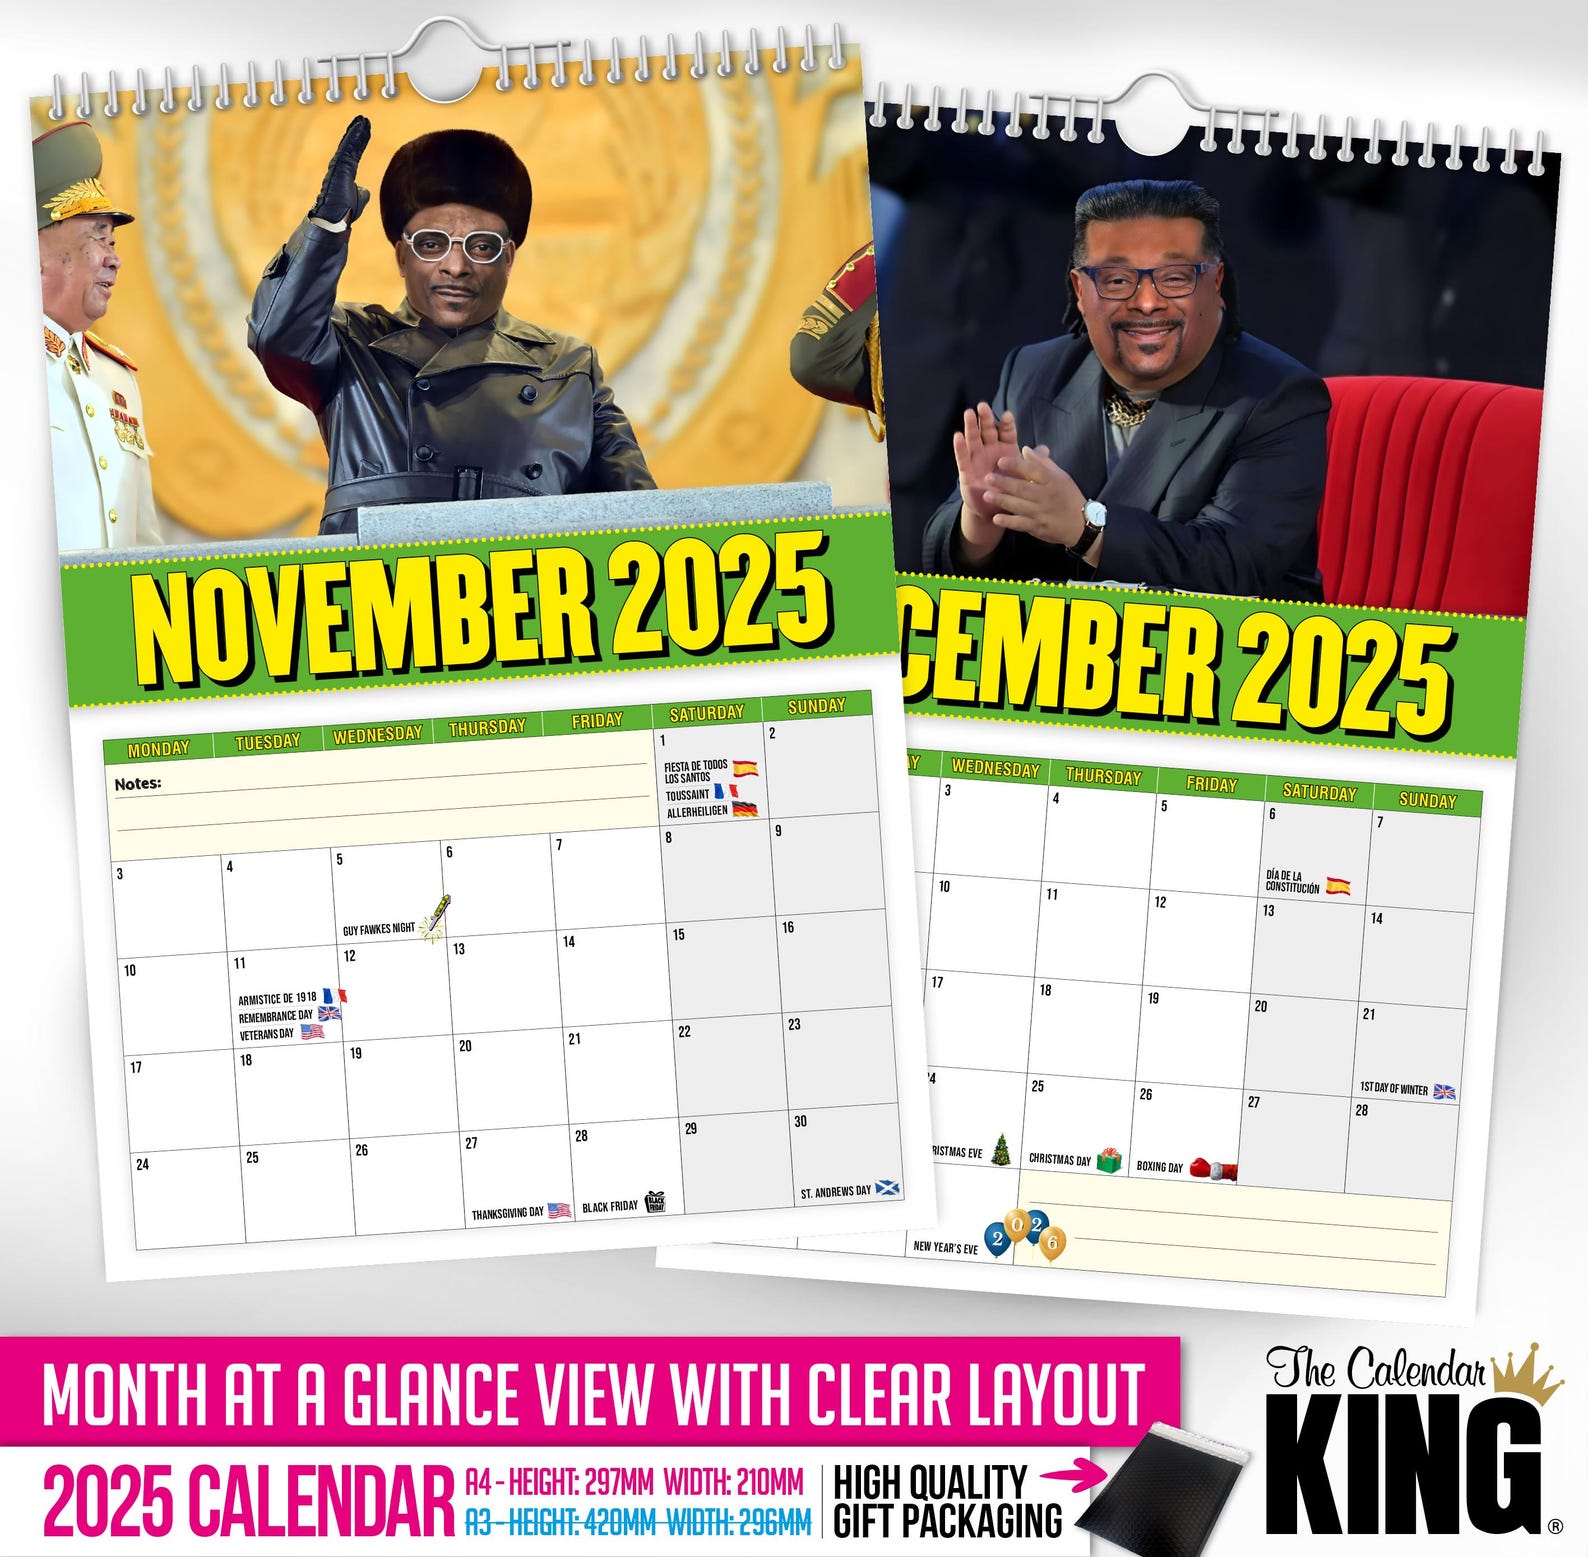 NOVEMBER 2025
MONDAY TUESDAY WEDNESDAY THURSDAY FRIDAY SATURDAY SUNDAY
Notes:
1 2
FIESTA DE TODOS
LOS SANTOS
TOUSSAINT
ALLERHEILIGEN
3 4 5 6 7 8 9
GUY FAWKES NIGHT
10 11 12 13 14 15 16
ARMISTICE DE 1918
REMEMBRANCE DAY
VETERANS DAY
17 18 19 20 21 22 23
24 25 26 27 28 29 30
THANKSGIVING DAY
BLACK FRIDAY
BLACK
FRIDAY
ST. ANDREWS DAY
CEMBER 2025
AY WEDNESDAY THURSDAY FRIDAY SATURDAY SUNDAY
3 4 5 6 7
DÍA DE LA
CONSTITUCIÓN
10 11 12 13 14
17 18 19 20 21
1ST DAY OF WINTER
24 25 26 27 28
RISTMAS EVE
CHRISTMAS DAY
BOXING DAY
NEW YEAR'S EVE
2026
MONTH AT A GLANCE VIEW WITH CLEAR LAYOUT
2025 CALENDAR
A4 - HEIGHT: 297MM WIDTH: 210MM
A3 - HEIGHT: 420MM WIDTH: 296MM
HIGH QUALITY
GIFT PACKAGING
The Calendar
KING®